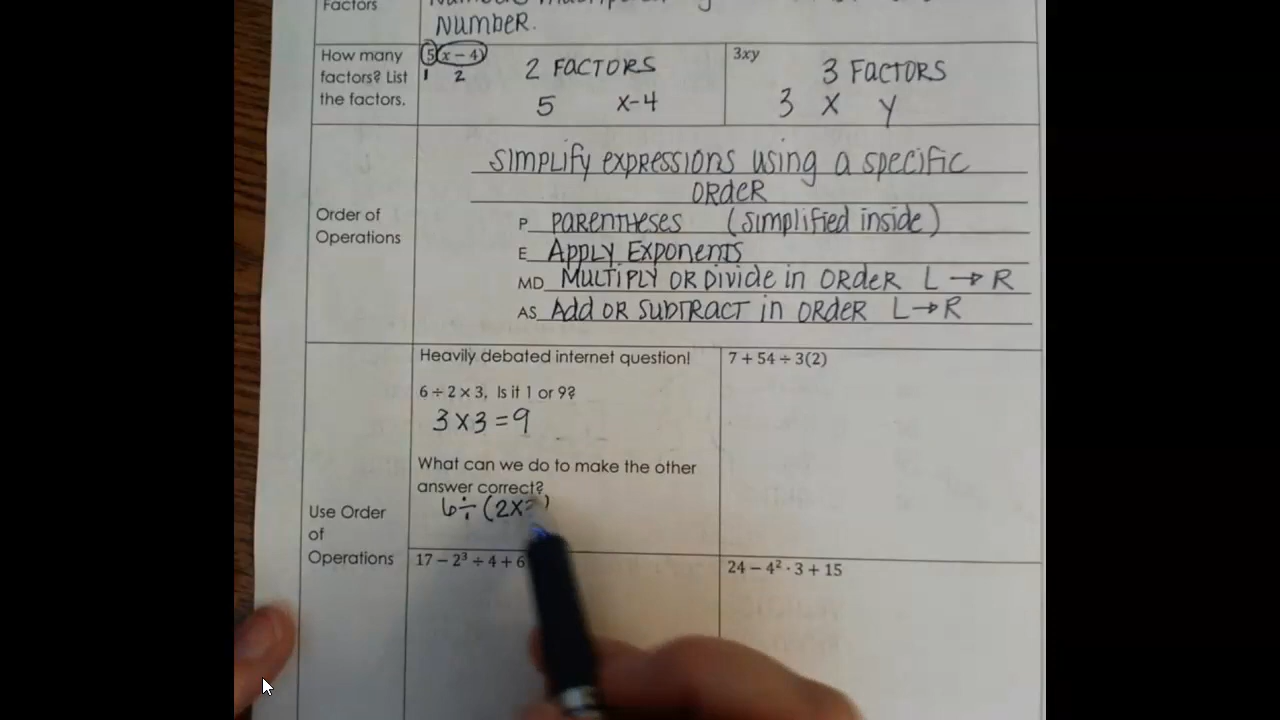 Factors
NUMBER.
How many factors? List the factors.
5(x − 4)
1 2
2 FACTORS
5 x-4
3xy
3 FACTORS
3 X y
Order of Operations
SIMPLIFY EXPRESSIONS USING a SPECIFIC
ORDER
P PARENTHESES (Simplified inside)
E Apply Exponents
MD MULTIPLY OR Divide in ORdeR L → R
AS Add OR SUBTRACT in ORdeR L → R
Use Order of Operations
Heavily debated internet question!
6 ÷ 2 × 3, Is it 1 or 9?
3 X 3 = 9
What can we do to make the other
answer correct?
6 ÷ (2X
7 + 54 ÷ 3(2)
17 − 2³ ÷ 4 + 6
24 − 4² · 3 + 15